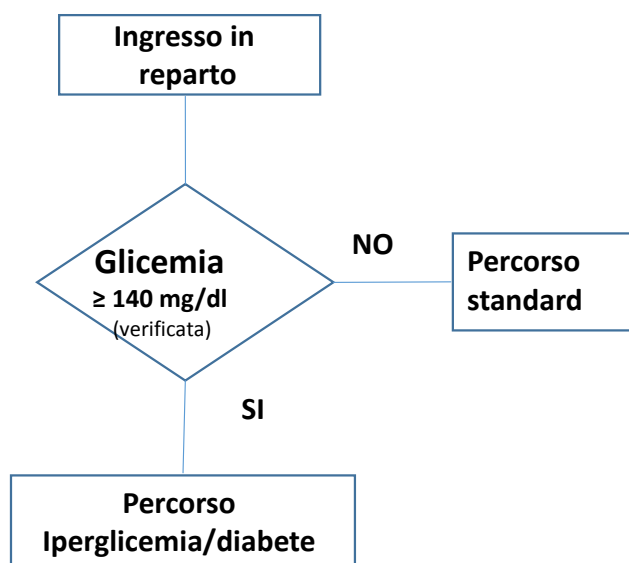 Ingresso in
reparto
Glicemia
≥ 140 mg/dl
(verificata)
NO
Percorso
standard
SI
Percorso
Iperglicemia/diabete